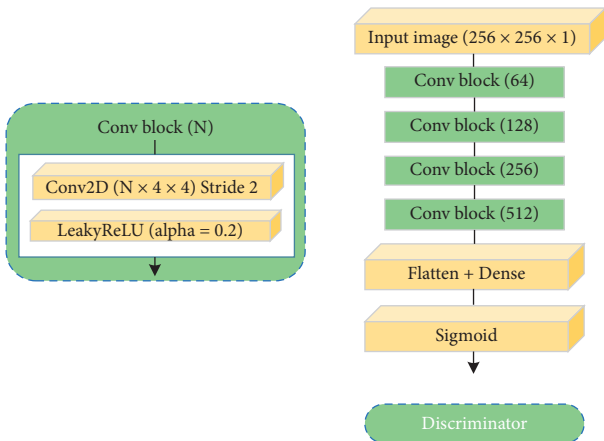 Conv block (N)
Conv2D (N × 4 × 4) Stride 2
LeakyReLU (alpha = 0.2)
Input image (256 × 256 × 1)
Conv block (64)
Conv block (128)
Conv block (256)
Conv block (512)
Flatten + Dense
Sigmoid
Discriminator